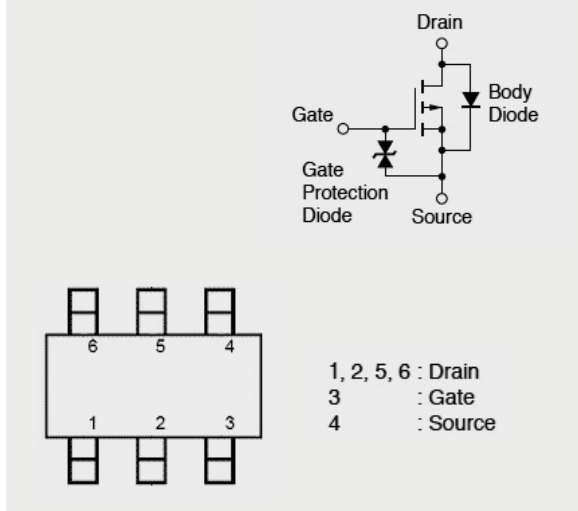 Drain
Body
Diode
Gate
Gate
Protection
Diode
Source
6 5 4
1 2 3
1, 2, 5, 6 : Drain
3 : Gate
4 : Source